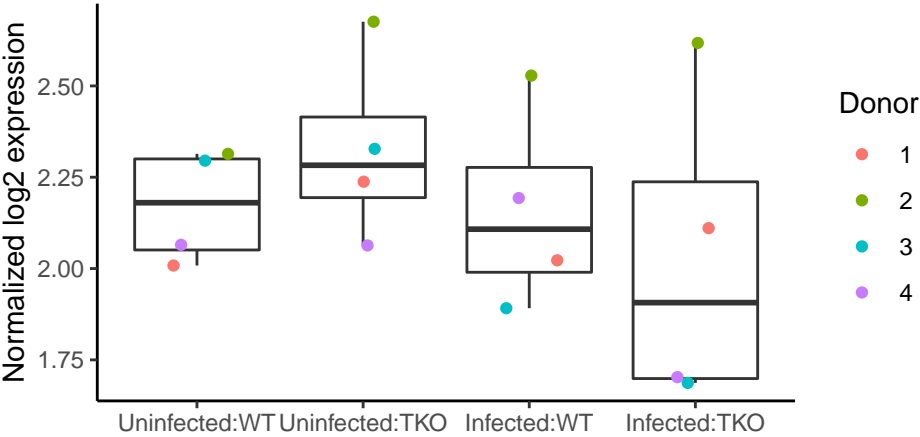 Normalized log2 expression
2.50
2.25
2.00
1.75
Uninfected:WT Uninfected:TKO Infected:WT Infected:TKO
Donor
1
2
3
4